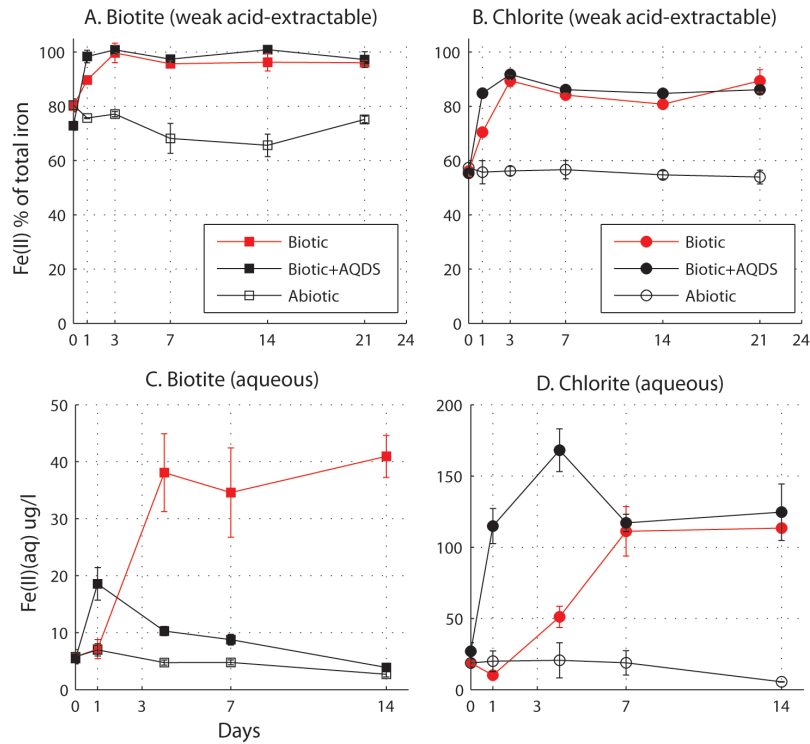 A. Biotite (weak acid-extractable)
B. Chlorite (weak acid-extractable)
Fe(II) % of total iron
100
80
60
40
20
0
Biotic
Biotic+AQDS
Abiotic
0 1 3 7 14 21 24
100
80
60
40
20
0
Biotic
Biotic+AQDS
Abiotic
0 1 3 7 14 21 24
C. Biotite (aqueous)
D. Chlorite (aqueous)
Fe(II)(aq) ug/l
50
40
30
20
10
0
0 1 3 7 14
Days
200
150
100
50
0
0 1 3 7 14